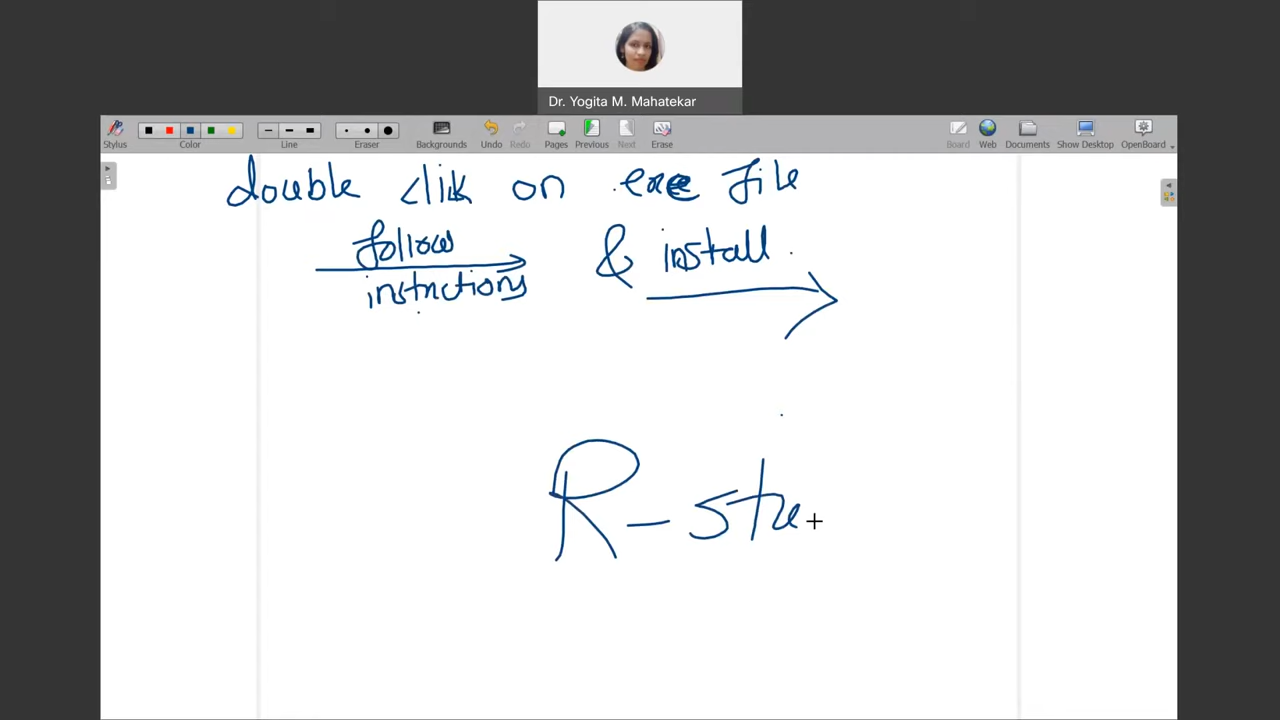 Dr. Yogita M. Mahatekar
Stylus Color Line Eraser Backgrounds Undo Redo Pages Previous Next Erase Board Web Documents Show Desktop OpenBoard
double clik on .exe file
follow & install.
instructions
R - stu